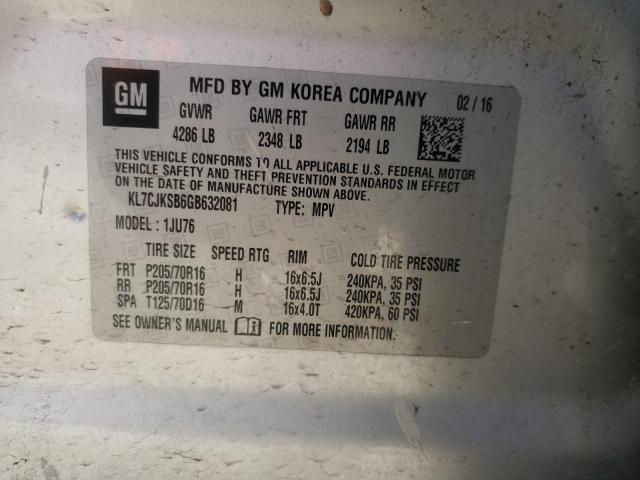 GM
MFD BY GM KOREA COMPANY 02 / 16
GVWR GAWR FRT GAWR RR
4286 LB 2348 LB 2194 LB
THIS VEHICLE CONFORMS TO ALL APPLICABLE U.S. FEDERAL MOTOR
VEHICLE SAFETY AND THEFT PREVENTION STANDARDS IN EFFECT
ON THE DATE OF MANUFACTURE SHOWN ABOVE.
KL7CJKSB6GB632081 TYPE: MPV
MODEL : 1JU76
TIRE SIZE SPEED RTG RIM COLD TIRE PRESSURE
FRT P205/70R16 H 16x6.5J 240KPA, 35 PSI
RR P205/70R16 H 16x6.5J 240KPA, 35 PSI
SPA T125/70D16 M 16x4.0T 420KPA, 60 PSI
SEE OWNER'S MANUAL FOR MORE INFORMATION.